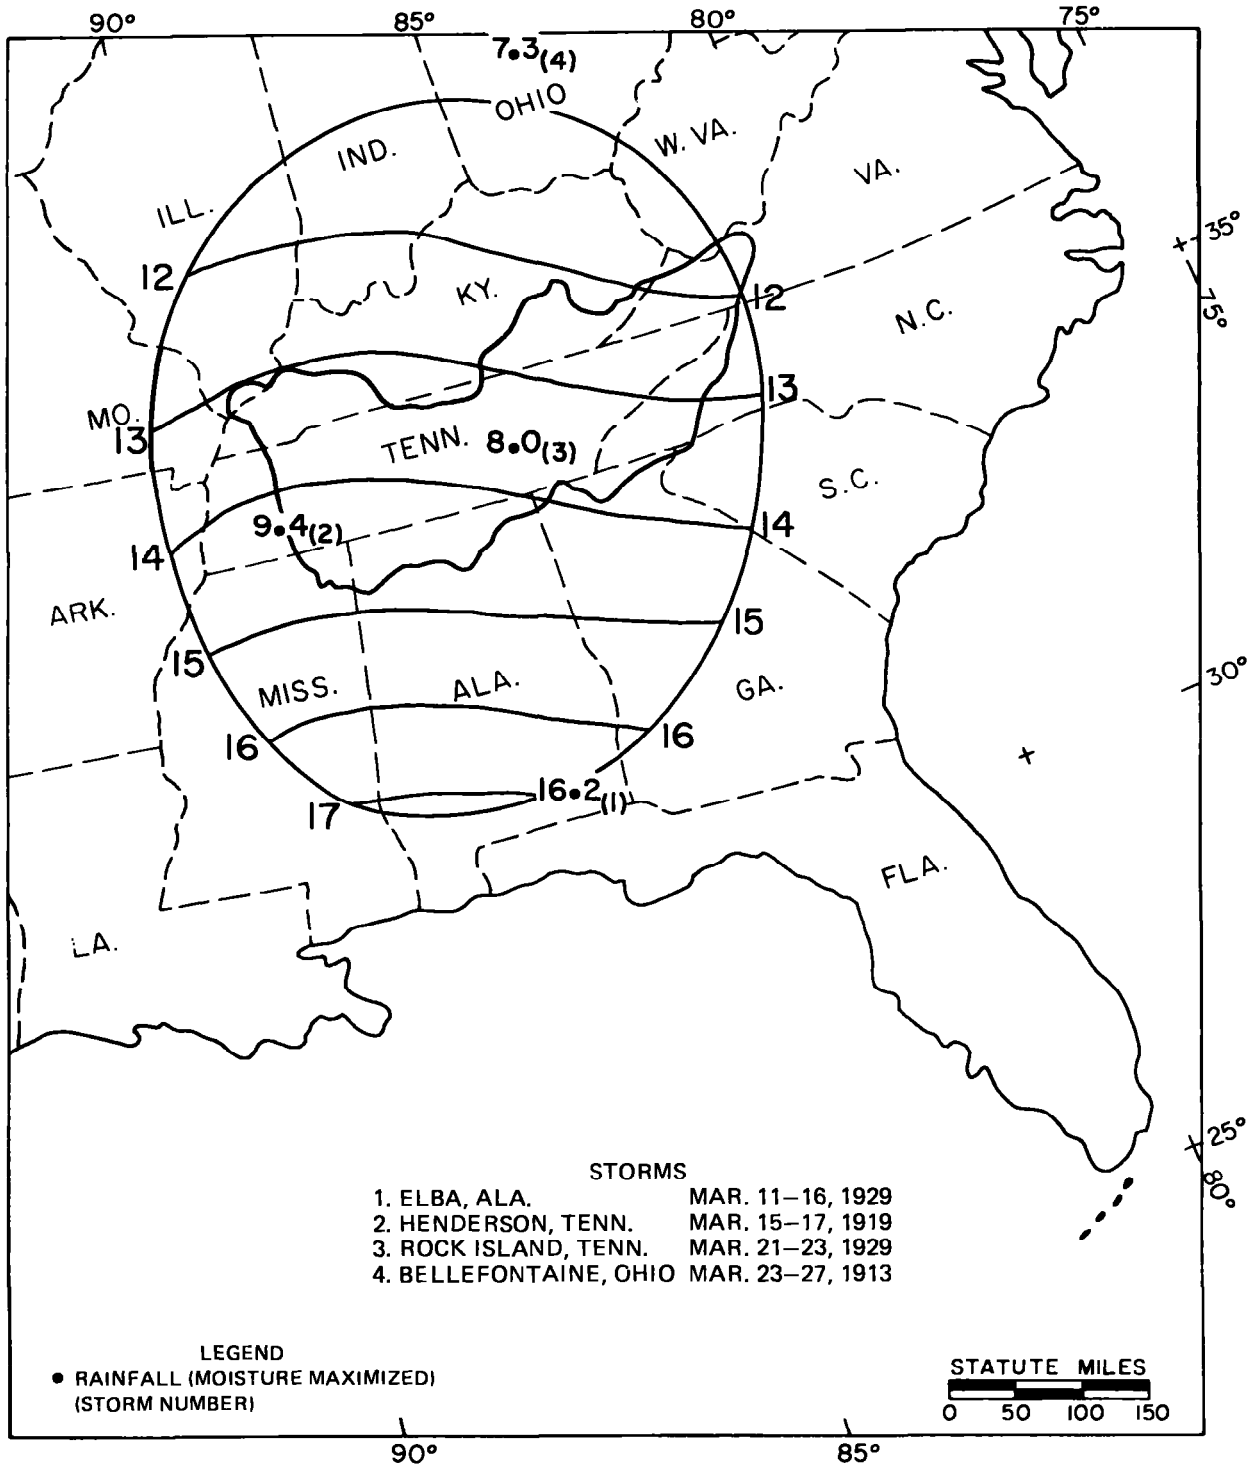 90° 85° 80° 75°
7.3(4)
OHIO
W. VA.
IND.
VA.
ILL.
35°
12
KY.
12
75°
N.C.
13
MO.
13
TENN. 8.0(3)
S.C.
9.4(2)
14
14
ARK.
15
15
30°
MISS. ALA. GA.
16
16
16.2(1)
17
FLA.
LA.
25°
80°
STORMS
1. ELBA, ALA. MAR. 11–16, 1929
2. HENDERSON, TENN. MAR. 15–17, 1919
3. ROCK ISLAND, TENN. MAR. 21–23, 1929
4. BELLEFONTAINE, OHIO MAR. 23–27, 1913
LEGEND
• RAINFALL (MOISTURE MAXIMIZED)
(STORM NUMBER)
STATUTE MILES
0 50 100 150
90° 85°